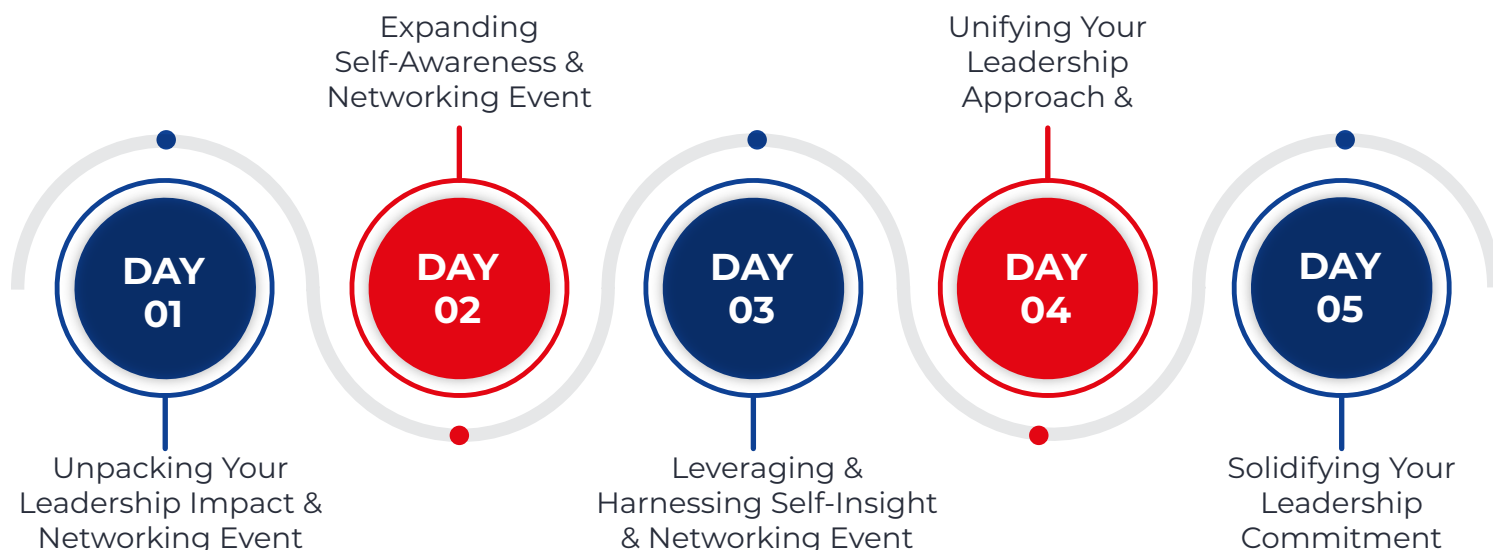 Expanding
Self-Awareness &
Networking Event
Unifying Your
Leadership
Approach &
DAY
01
DAY
02
DAY
03
DAY
04
DAY
05
Unpacking Your
Leadership Impact &
Networking Event
Leveraging &
Harnessing Self-Insight
& Networking Event
Solidifying Your
Leadership
Commitment